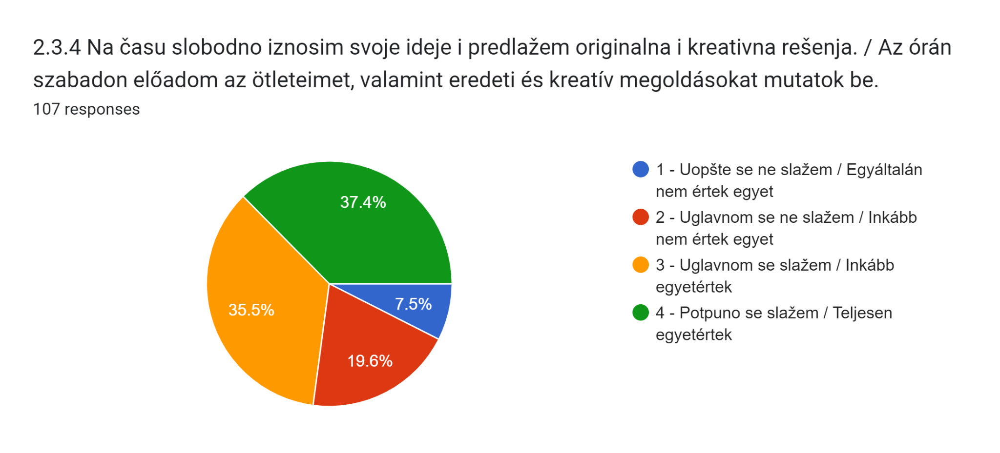 2.3.4 Na času slobodno iznosim svoje ideje i predlažem originalna i kreativna rešenja. / Az órán
szabadon előadom az ötleteimet, valamint eredeti és kreatív megoldásokat mutatok be.
107 responses
37.4%
7.5%
35.5%
19.6%
1 - Uopšte se ne slažem / Egyáltalán
nem értek egyet
2 - Uglavnom se ne slažem / Inkább
nem értek egyet
3 - Uglavnom se slažem / Inkább
egyetértek
4 - Potpuno se slažem / Teljesen
egyetértek